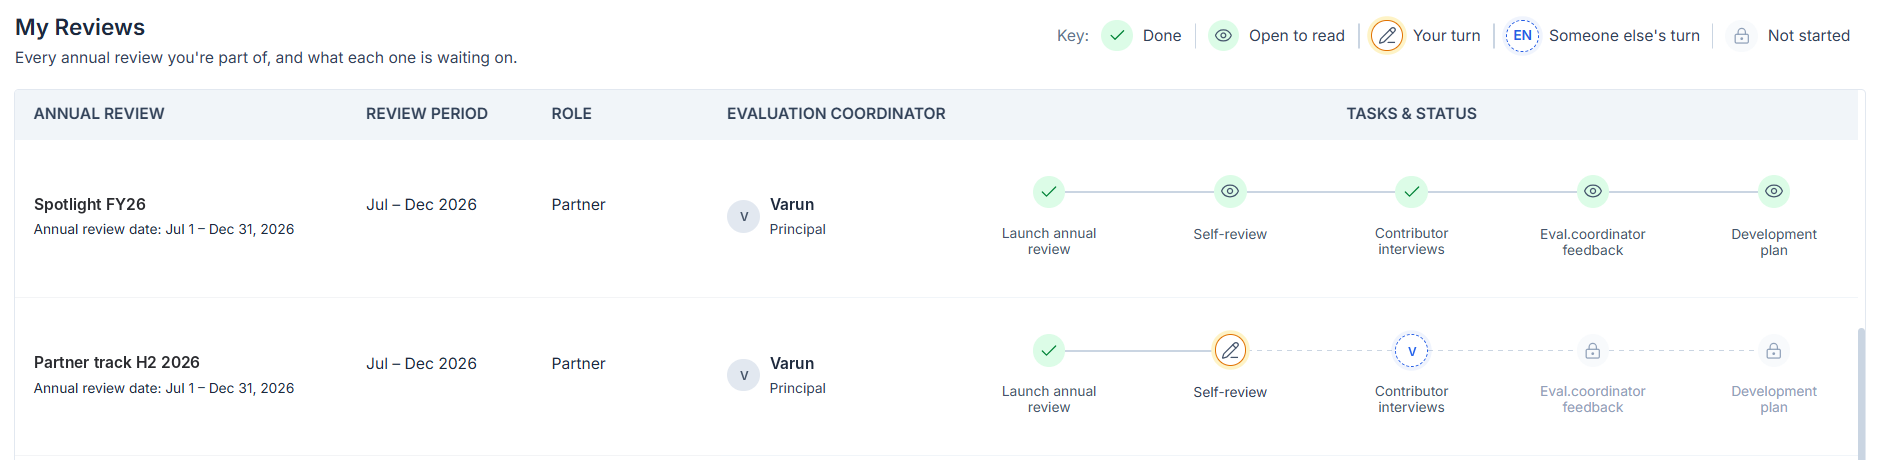 My Reviews
Every annual review you're part of, and what each one is waiting on.
Key: Done Open to read Your turn EN Someone else's turn Not started
ANNUAL REVIEW REVIEW PERIOD ROLE EVALUATION COORDINATOR TASKS & STATUS
Spotlight FY26
Annual review date: Jul 1 – Dec 31, 2026
Jul – Dec 2026
Partner
V
Varun
Principal
Launch annual
review
Self-review
Contributor
interviews
Eval.coordinator
feedback
Development
plan
Partner track H2 2026
Annual review date: Jul 1 – Dec 31, 2026
Jul – Dec 2026
Partner
V
Varun
Principal
Launch annual
review
Self-review
V
Contributor
interviews
Eval.coordinator
feedback
Development
plan